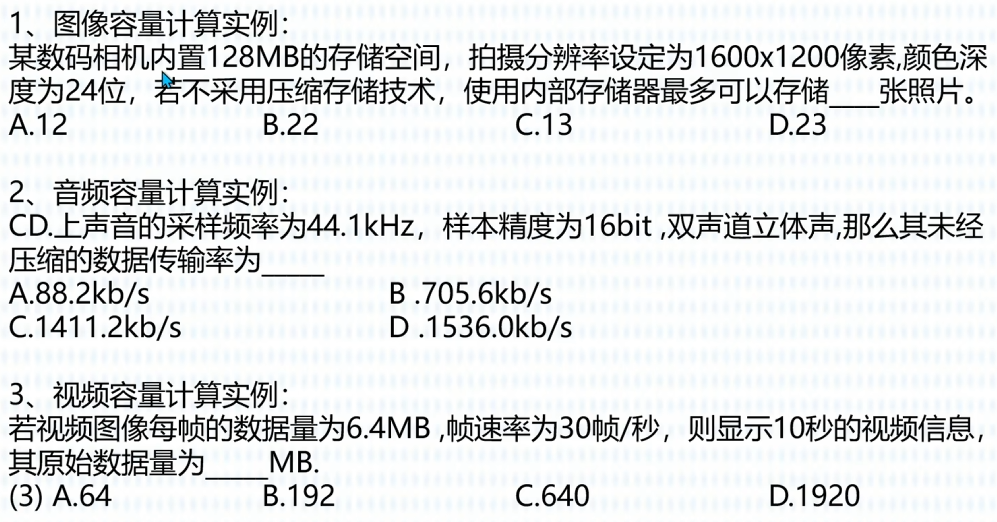 1、图像容量计算实例：
某数码相机内置128MB的存储空间，拍摄分辨率设定为1600x1200像素,颜色深
度为24位，若不采用压缩存储技术，使用内部存储器最多可以存储____张照片。
A.12 B.22 C.13 D.23
2、音频容量计算实例：
CD.上声音的采样频率为44.1kHz，样本精度为16bit ,双声道立体声,那么其未经
压缩的数据传输率为_____
A.88.2kb/s B .705.6kb/s
C.1411.2kb/s D .1536.0kb/s
3、视频容量计算实例：
若视频图像每帧的数据量为6.4MB ,帧速率为30帧/秒，则显示10秒的视频信息，
其原始数据量为_____MB.
(3) A.64 B.192 C.640 D.1920